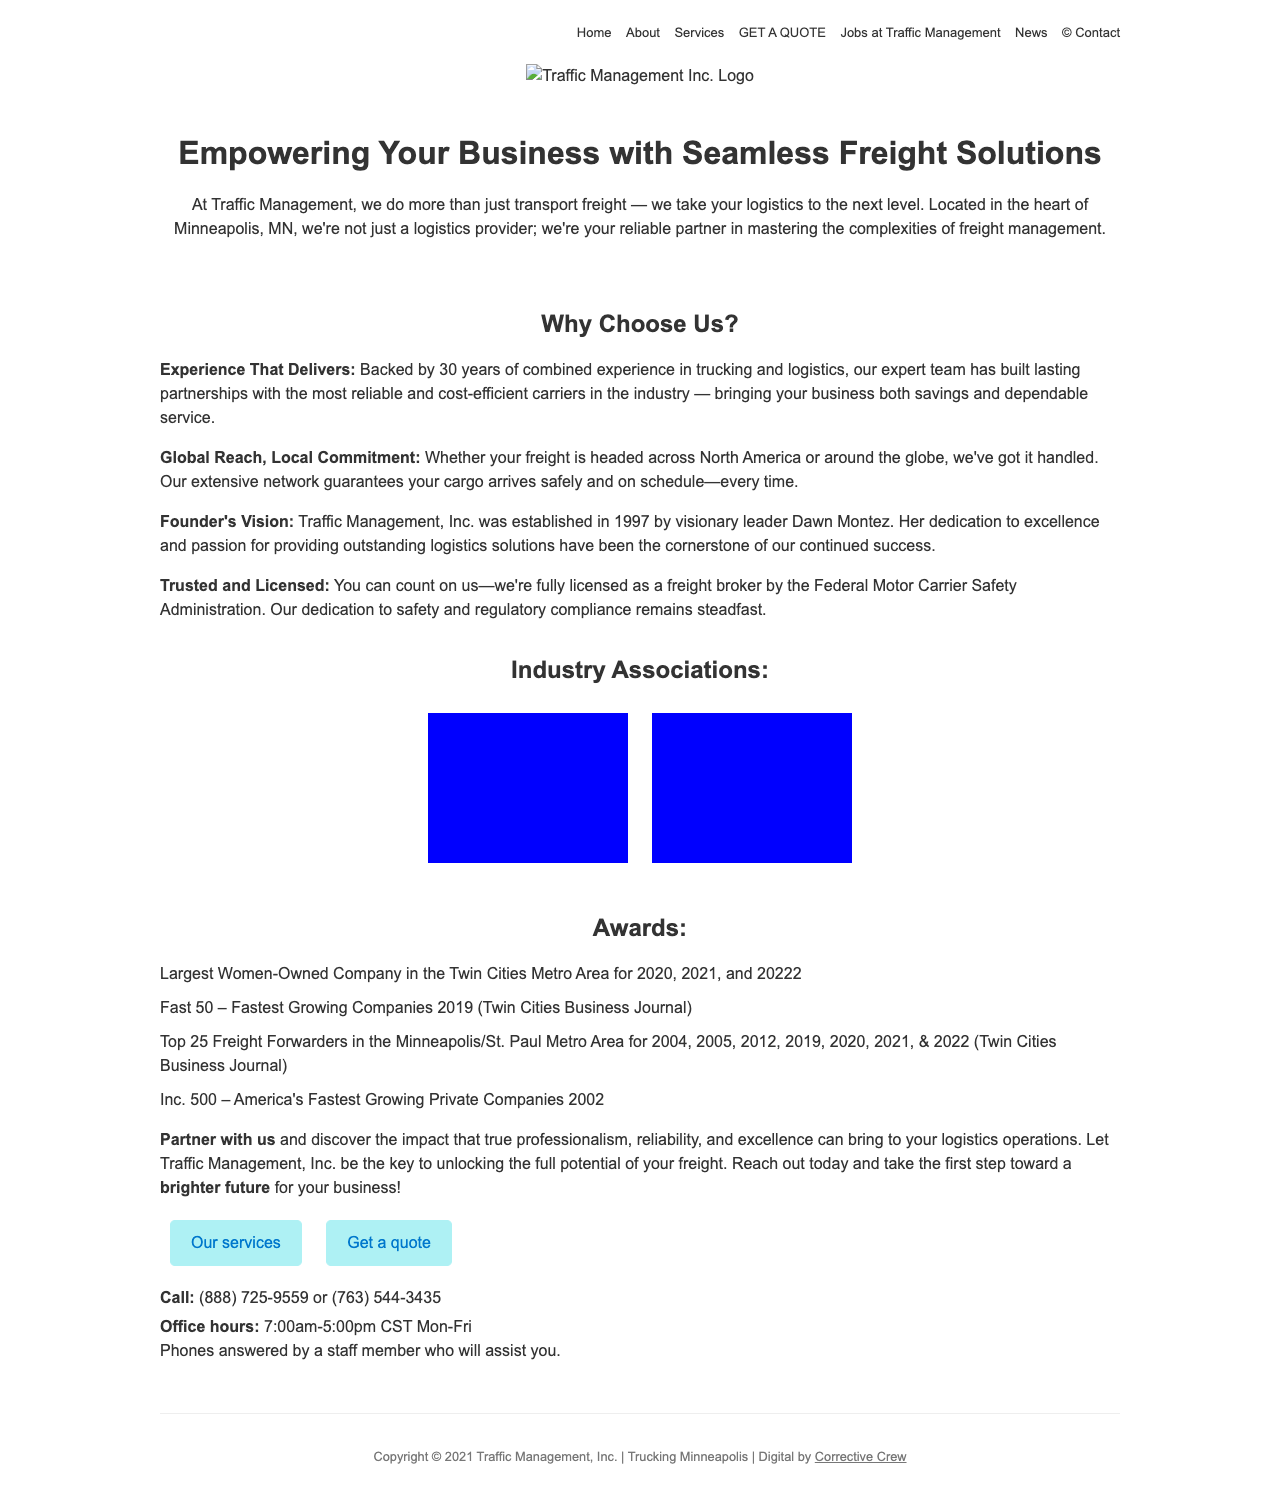 Home About Services GET A QUOTE Jobs at Traffic Management News © Contact
Traffic Management Inc. Logo
Empowering Your Business with Seamless Freight Solutions
At Traffic Management, we do more than just transport freight — we take your logistics to the next level. Located in the heart of
Minneapolis, MN, we're not just a logistics provider; we're your reliable partner in mastering the complexities of freight management.
Why Choose Us?
Experience That Delivers: Backed by 30 years of combined experience in trucking and logistics, our expert team has built lasting
partnerships with the most reliable and cost-efficient carriers in the industry — bringing your business both savings and dependable
service.
Global Reach, Local Commitment: Whether your freight is headed across North America or around the globe, we've got it handled.
Our extensive network guarantees your cargo arrives safely and on schedule—every time.
Founder's Vision: Traffic Management, Inc. was established in 1997 by visionary leader Dawn Montez. Her dedication to excellence
and passion for providing outstanding logistics solutions have been the cornerstone of our continued success.
Trusted and Licensed: You can count on us—we're fully licensed as a freight broker by the Federal Motor Carrier Safety
Administration. Our dedication to safety and regulatory compliance remains steadfast.
Industry Associations:
Awards:
Largest Women-Owned Company in the Twin Cities Metro Area for 2020, 2021, and 20222
Fast 50 – Fastest Growing Companies 2019 (Twin Cities Business Journal)
Top 25 Freight Forwarders in the Minneapolis/St. Paul Metro Area for 2004, 2005, 2012, 2019, 2020, 2021, & 2022 (Twin Cities
Business Journal)
Inc. 500 – America's Fastest Growing Private Companies 2002
Partner with us and discover the impact that true professionalism, reliability, and excellence can bring to your logistics operations. Let
Traffic Management, Inc. be the key to unlocking the full potential of your freight. Reach out today and take the first step toward a
brighter future for your business!
Our services Get a quote
Call: (888) 725-9559 or (763) 544-3435
Office hours: 7:00am-5:00pm CST Mon-Fri
Phones answered by a staff member who will assist you.
Copyright © 2021 Traffic Management, Inc. | Trucking Minneapolis | Digital by Corrective Crew